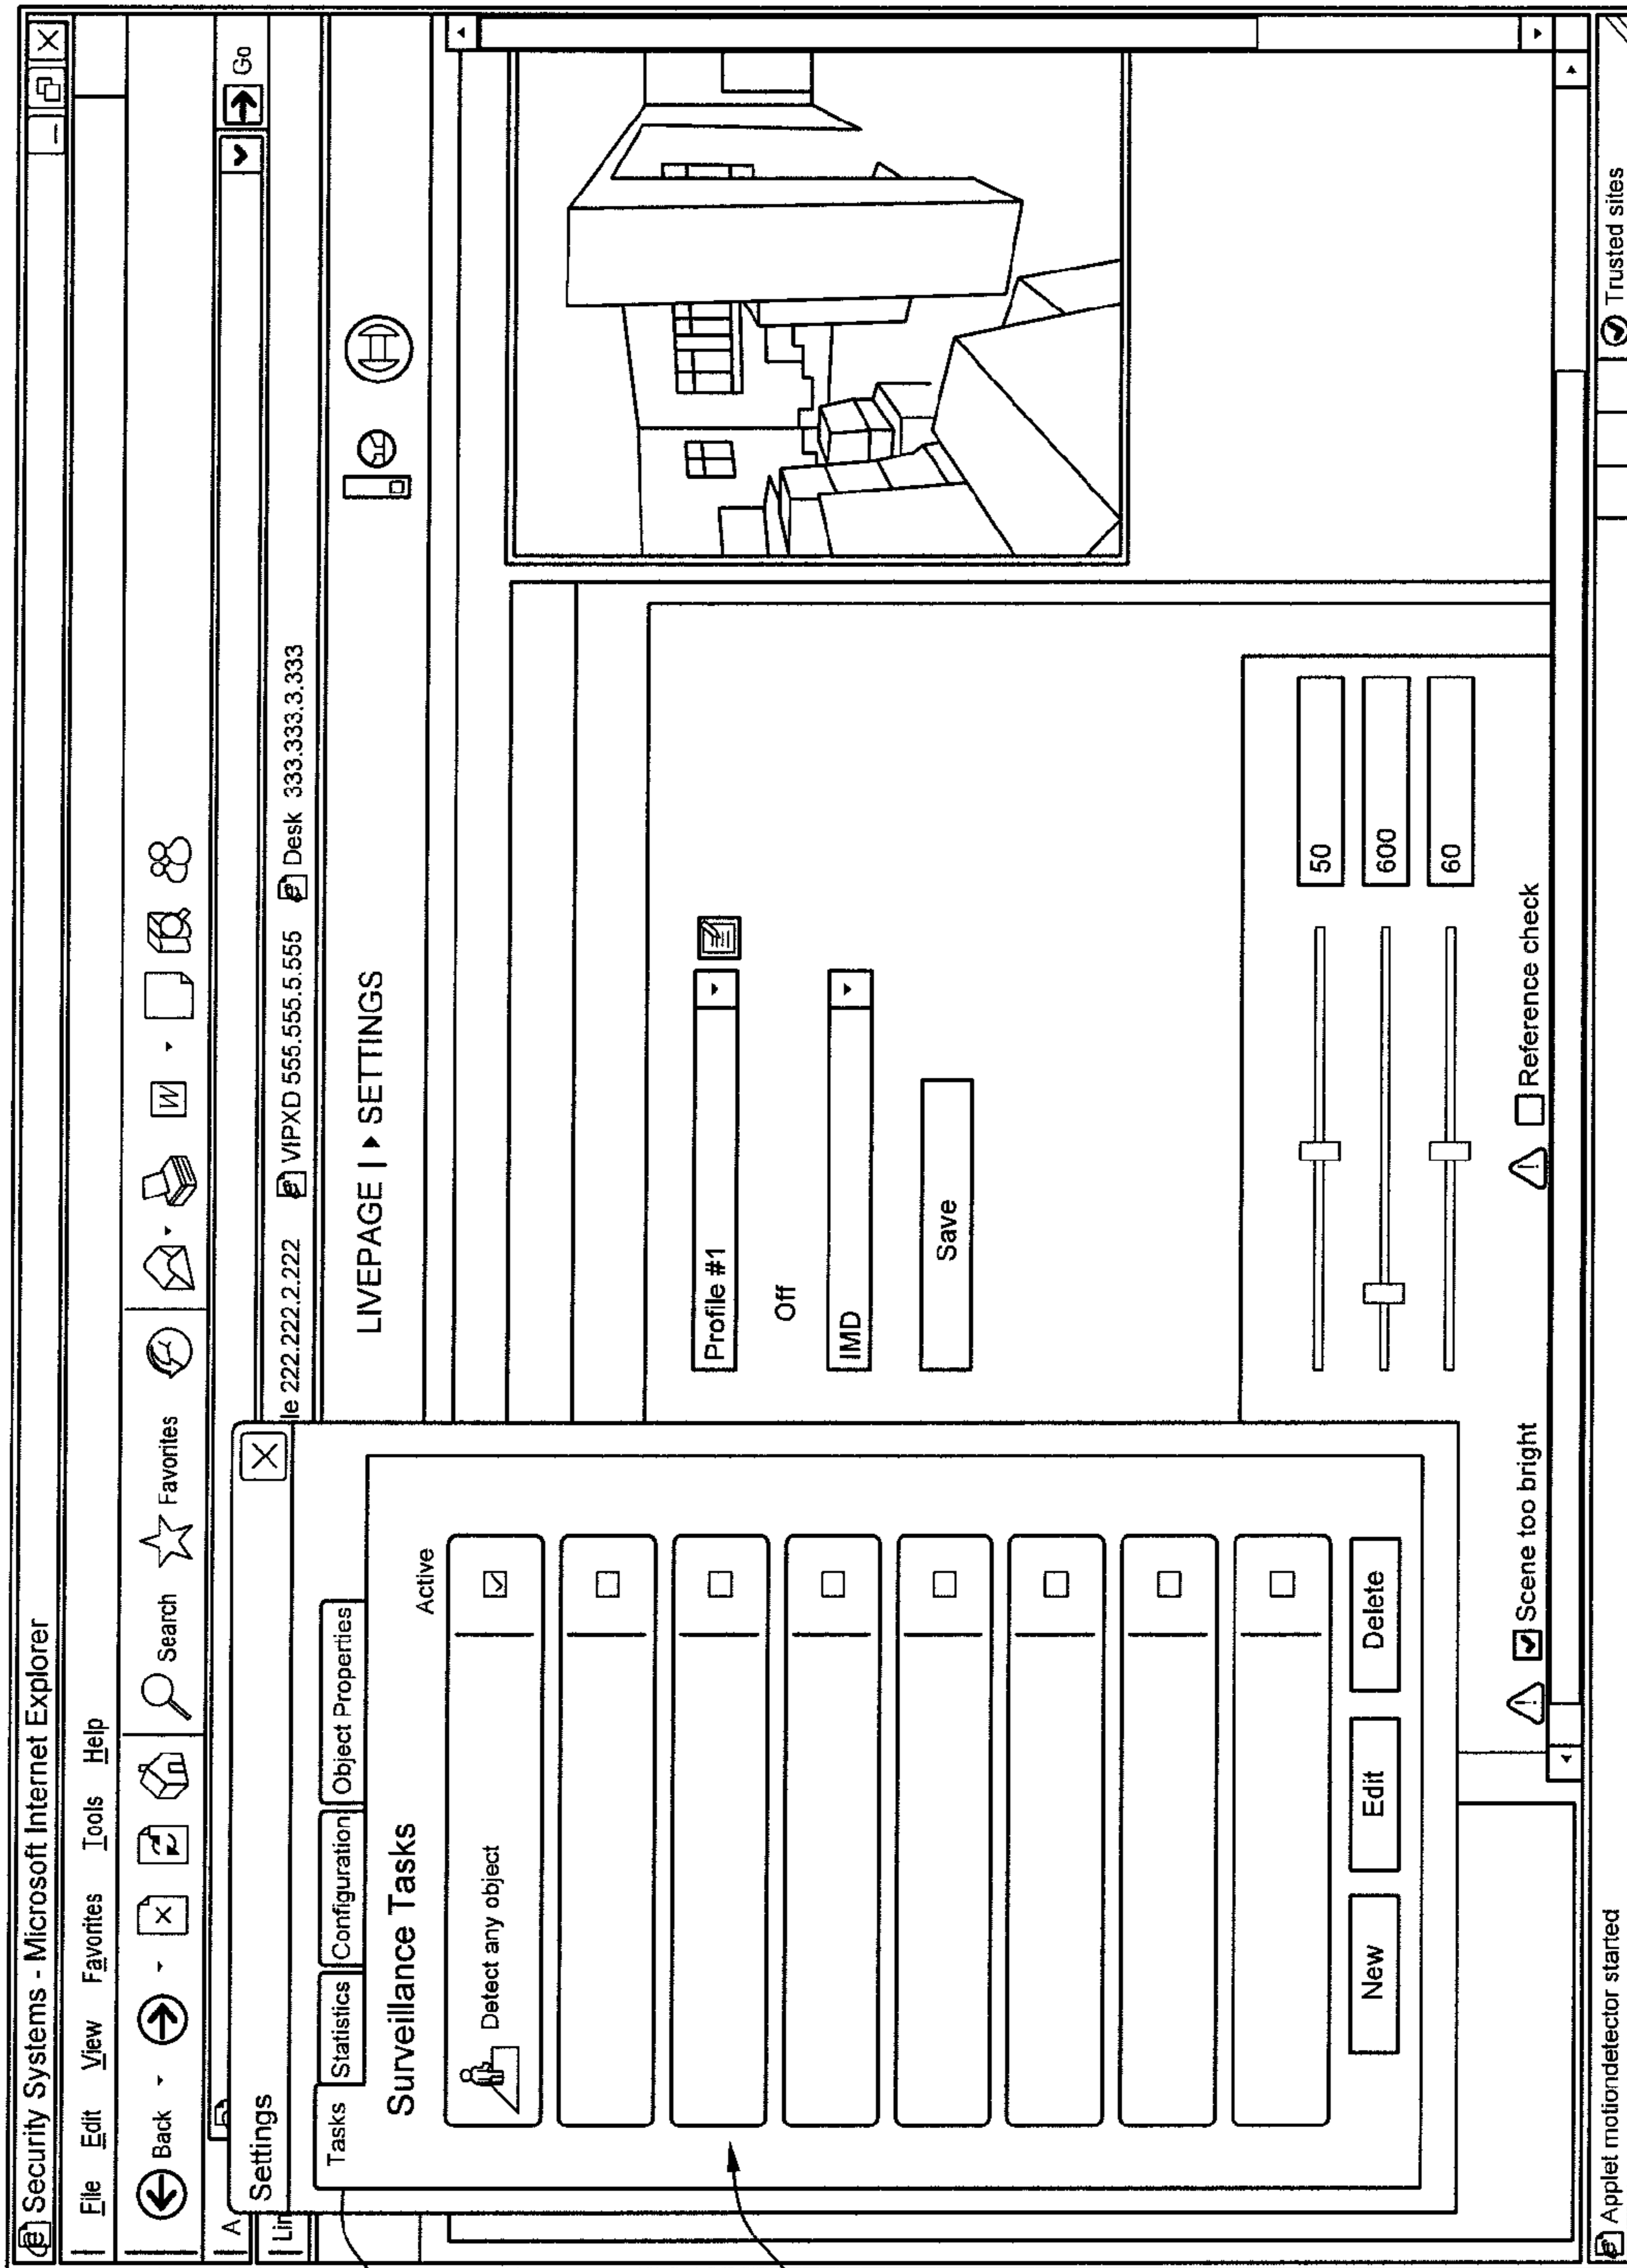 Security Systems - Microsoft Internet Explorer
File Edit View Favorites Tools Help
Back Search Favorites W
A Go
Lin le 222.222.2.222 VIPXD 555.555.5.555 Desk 333.333.3.333
Settings
LIVEPAGE | ▸ SETTINGS
Tasks Statistics Configuration Object Properties
Surveillance Tasks
Active
Detect any object
New Edit Delete
Profile #1
Off
IMD
Save
50
600
60
Scene too bright Reference check
Applet motiondetector started Trusted sites